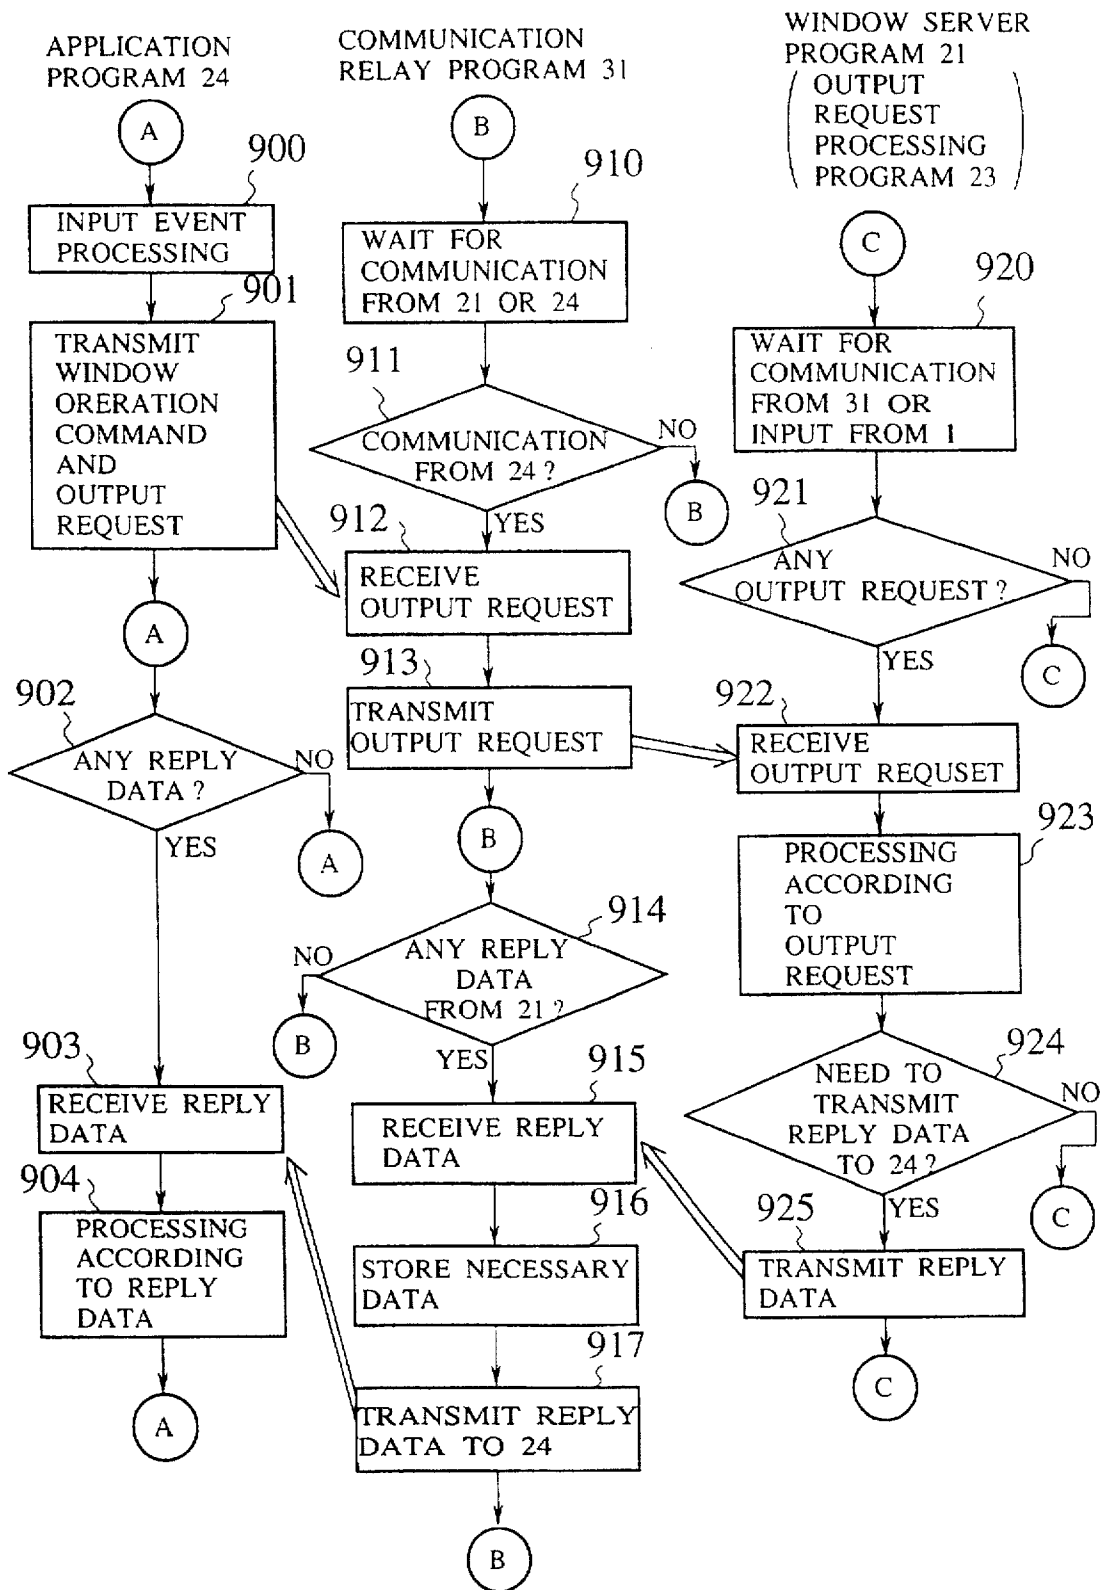 APPLICATION
PROGRAM 24
A
900
INPUT EVENT
PROCESSING
901
TRANSMIT
WINDOW
ORERATION
COMMAND
AND
OUTPUT
REQUEST
A
902
ANY REPLY
DATA?
NO
A
YES
903
RECEIVE REPLY
DATA
904
PROCESSING
ACCORDING
TO REPLY
DATA
A
COMMUNICATION
RELAY PROGRAM 31
B
910
WAIT FOR
COMMUNICATION
FROM 21 OR 24
911
COMMUNICATION
FROM 24?
NO
B
YES
912
RECEIVE
OUTPUT REQUEST
913
TRANSMIT
OUTPUT REQUEST
B
914
ANY REPLY
DATA
FROM 21?
NO
B
YES
915
RECEIVE REPLY
DATA
916
STORE NECESSARY
DATA
917
TRANSMIT REPLY
DATA TO 24
B
WINDOW SERVER
PROGRAM 21
(OUTPUT
REQUEST
PROCESSING
PROGRAM 23)
C
920
WAIT FOR
COMMUNICATION
FROM 31 OR
INPUT FROM 1
921
ANY
OUTPUT REQUEST?
NO
C
YES
922
RECEIVE
OUTPUT REQUSET
923
PROCESSING
ACCORDING
TO
OUTPUT
REQUEST
924
NEED TO
TRANSMIT
REPLY DATA
TO 24?
NO
C
YES
925
TRANSMIT REPLY
DATA
C